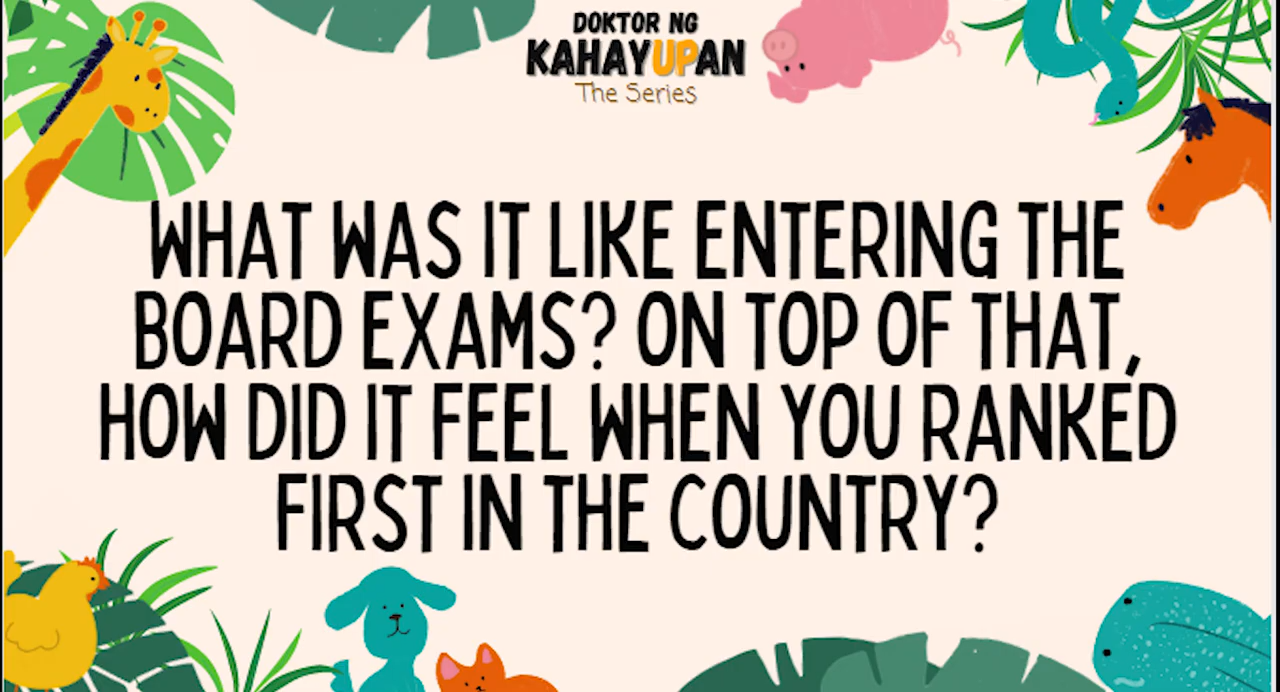 DOKTOR NG
KAHAYUPAN
The Series
WHAT WAS IT LIKE ENTERING THE
BOARD EXAMS? ON TOP OF THAT,
HOW DID IT FEEL WHEN YOU RANKED
FIRST IN THE COUNTRY?